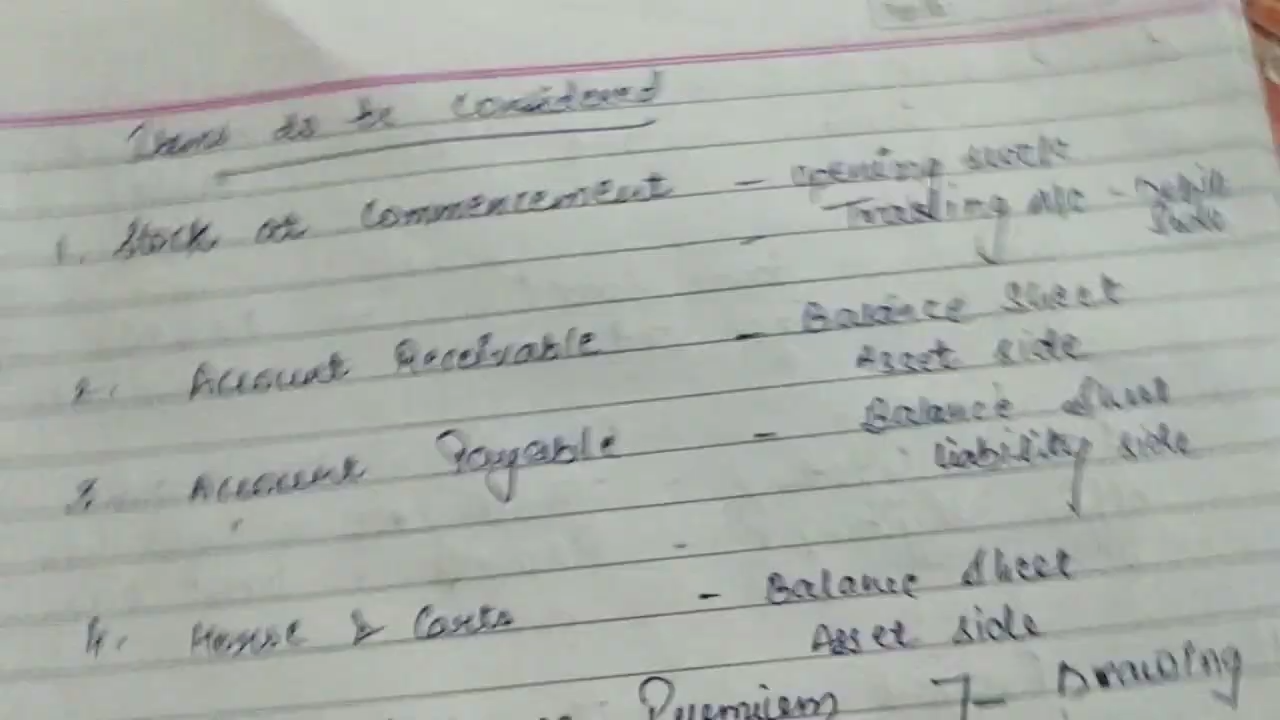 Items to be Considered
1. Stock at Commencement - opening stock
- Trading a/c - Debit side
2. Account Receivable - Balance Sheet
Asset side
3. Account Payable - Balance Sheet
liability side
4. Horse & Carts - Balance Sheet
Asset side
Premium Drawing